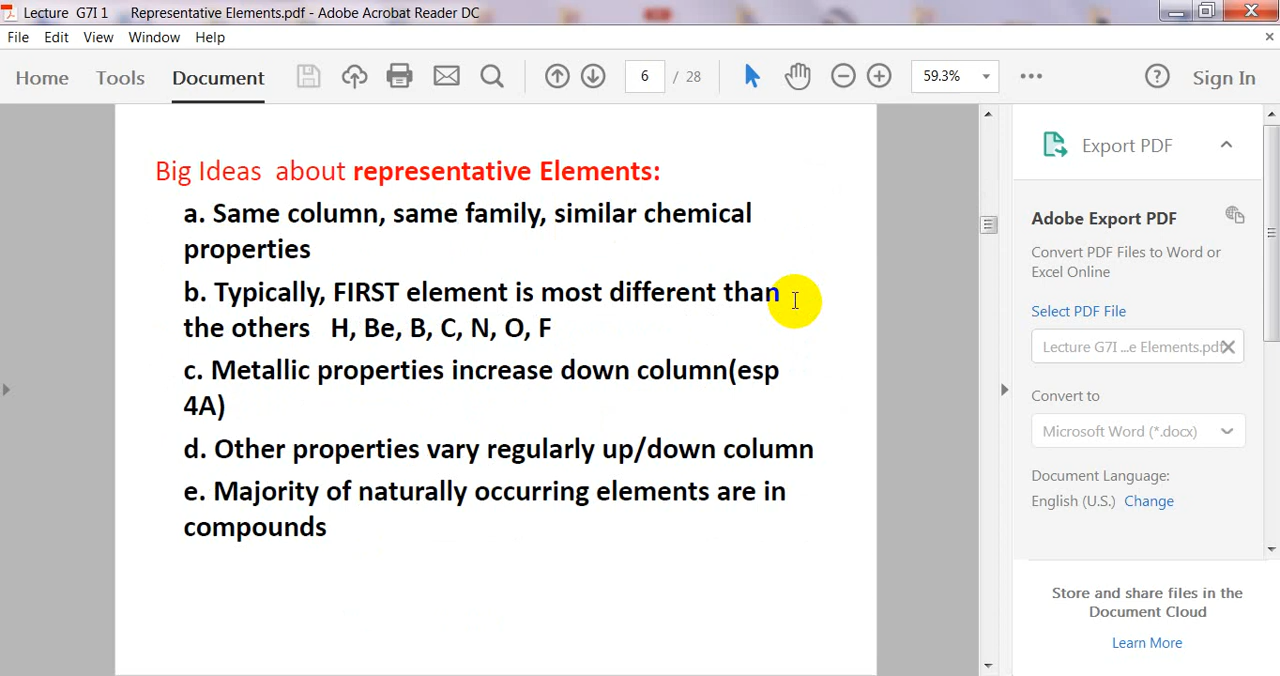 Lecture G7I 1 Representative Elements.pdf - Adobe Acrobat Reader DC
File Edit View Window Help
Home Tools Document 6 / 28 59.3% Sign In
Big Ideas about representative Elements:
a. Same column, same family, similar chemical
properties
b. Typically, FIRST element is most different than
the others H, Be, B, C, N, O, F
c. Metallic properties increase down column(esp
4A)
d. Other properties vary regularly up/down column
e. Majority of naturally occurring elements are in
compounds
Export PDF
Adobe Export PDF
Convert PDF Files to Word or
Excel Online
Select PDF File
Lecture G7I ...e Elements.pdf
Convert to
Microsoft Word (*.docx)
Document Language:
English (U.S.) Change
Store and share files in the
Document Cloud
Learn More